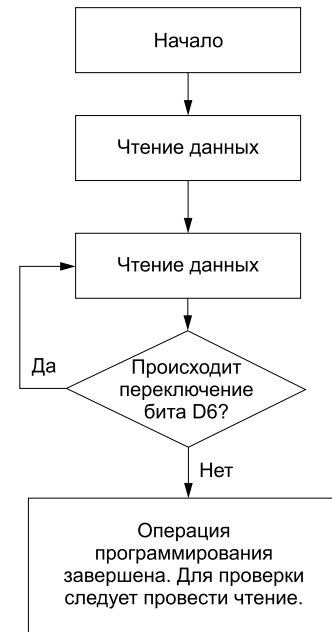 Начало
Чтение данных
Чтение данных
Да
Происходит
переключение
бита D6?
Нет
Операция
программирования
завершена. Для проверки
следует провести чтение.